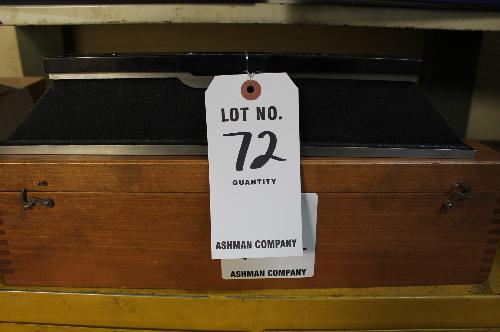 LOT NO.
72
QUANTITY
ASHMAN COMPANY
ASHMAN COMPANY